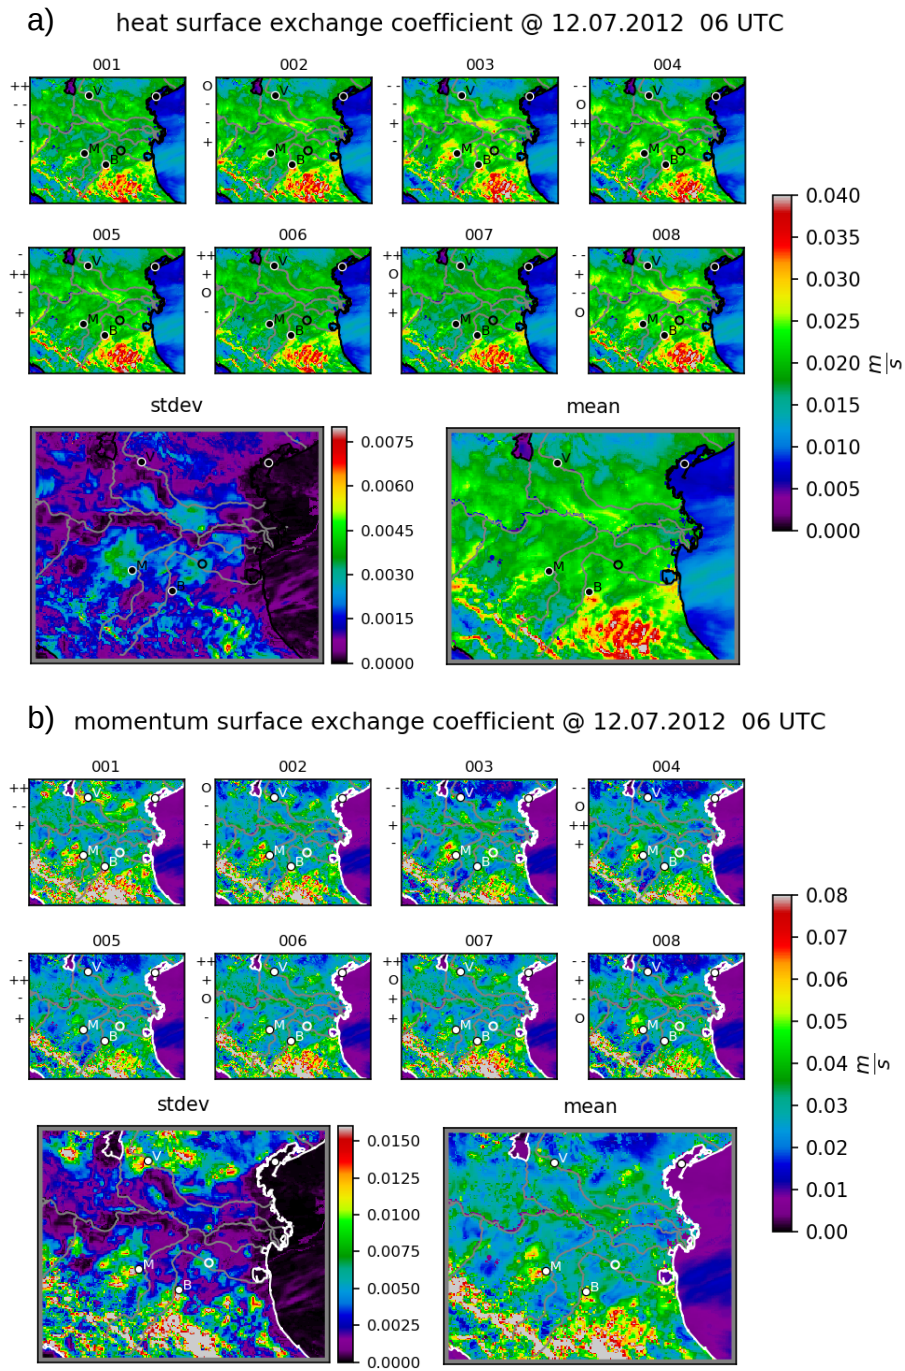 a) heat surface exchange coefficient @ 12.07.2012 06 UTC
001 002 003 004
++ O - - - -
- - - - O
+ - + ++
- + - +
V V V V
M M M M
B B B B
005 006 007 008
- ++ ++ - -
++ + O +
- O + - -
+ - + O
V V V V
M M M M
B B B B
0.040
0.035
0.030
0.025
0.020
0.015
0.010
0.005
0.000
m/s
stdev mean
V V
M M
B B
0.0075
0.0060
0.0045
0.0030
0.0015
0.0000
b) momentum surface exchange coefficient @ 12.07.2012 06 UTC
001 002 003 004
++ O - - - -
- - - - O
+ - + ++
- + - +
V V V V
M M M M
B B B B
005 006 007 008
- ++ ++ - -
++ + O +
- O + - -
+ - + O
V V V V
M M M M
B B B B
0.08
0.07
0.06
0.05
0.04
0.03
0.02
0.01
0.00
m/s
stdev mean
V V
M M
B B
0.0150
0.0125
0.0100
0.0075
0.0050
0.0025
0.0000